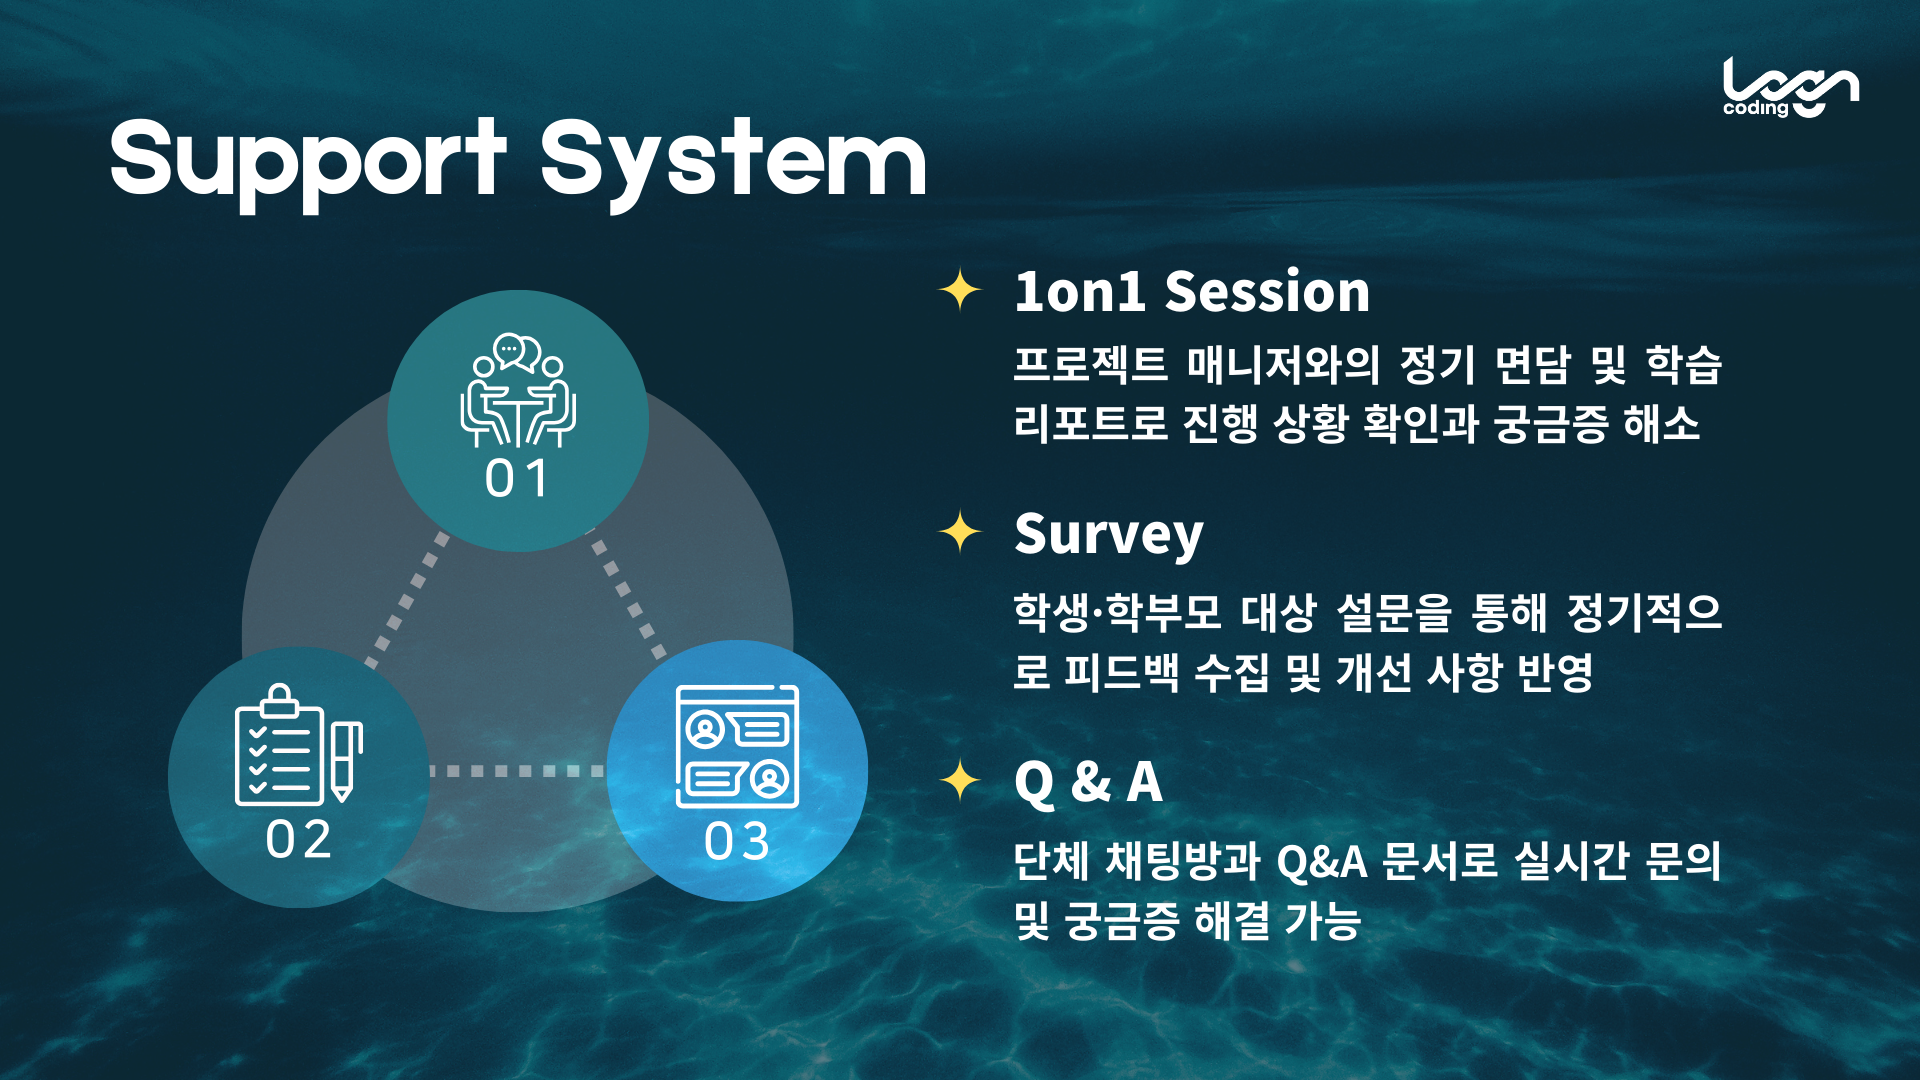 Logn
coding
Support System
01
02
03
1on1 Session
프로젝트 매니저와의 정기 면담 및 학습
리포트로 진행 상황 확인과 궁금증 해소
Survey
학생·학부모 대상 설문을 통해 정기적으
로 피드백 수집 및 개선 사항 반영
Q & A
단체 채팅방과 Q&A 문서로 실시간 문의
및 궁금증 해결 가능